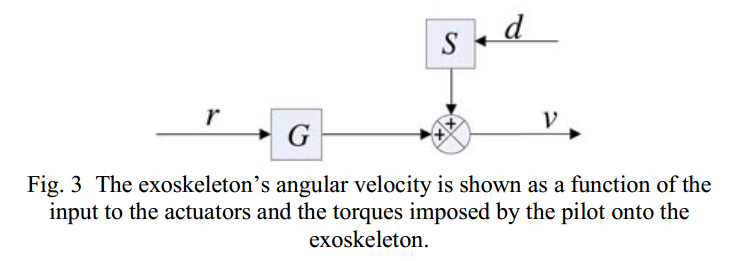 d
S
r
G
+
+
v
Fig. 3 The exoskeleton's angular velocity is shown as a function of the
input to the actuators and the torques imposed by the pilot onto the
exoskeleton.